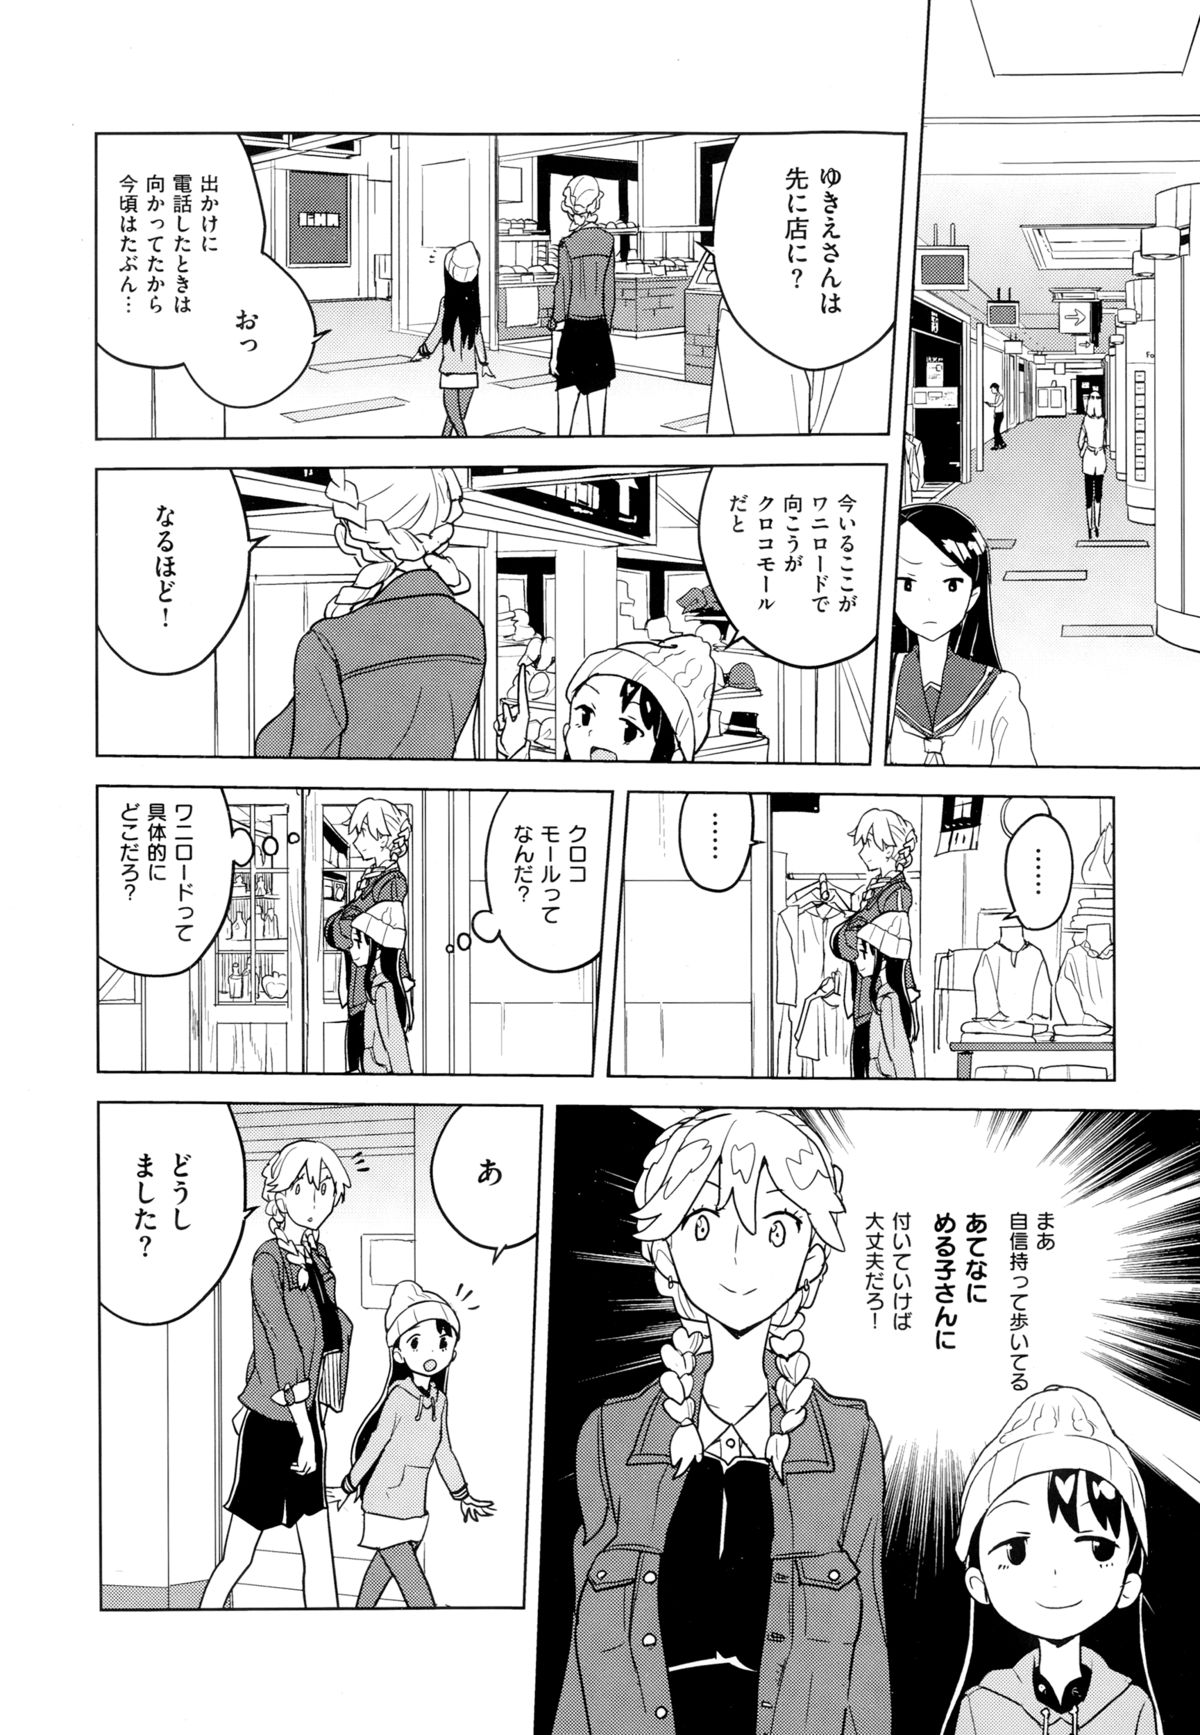 ゆきえさんは
先に店に？
おっ
出かけに
電話したときは
向かってたから
今頃はたぶん…
今いるここが
ワニロードで
向こうが
クロコモール
だと
なるほど！
……
……
クロコ
モールって
なんだ？
ワニロードって
具体的に
どこだろ？
まあ
自信持って歩いてる
あてなに
める子さんに
付いていけば
大丈夫だろ！
あ
どうし
ました？